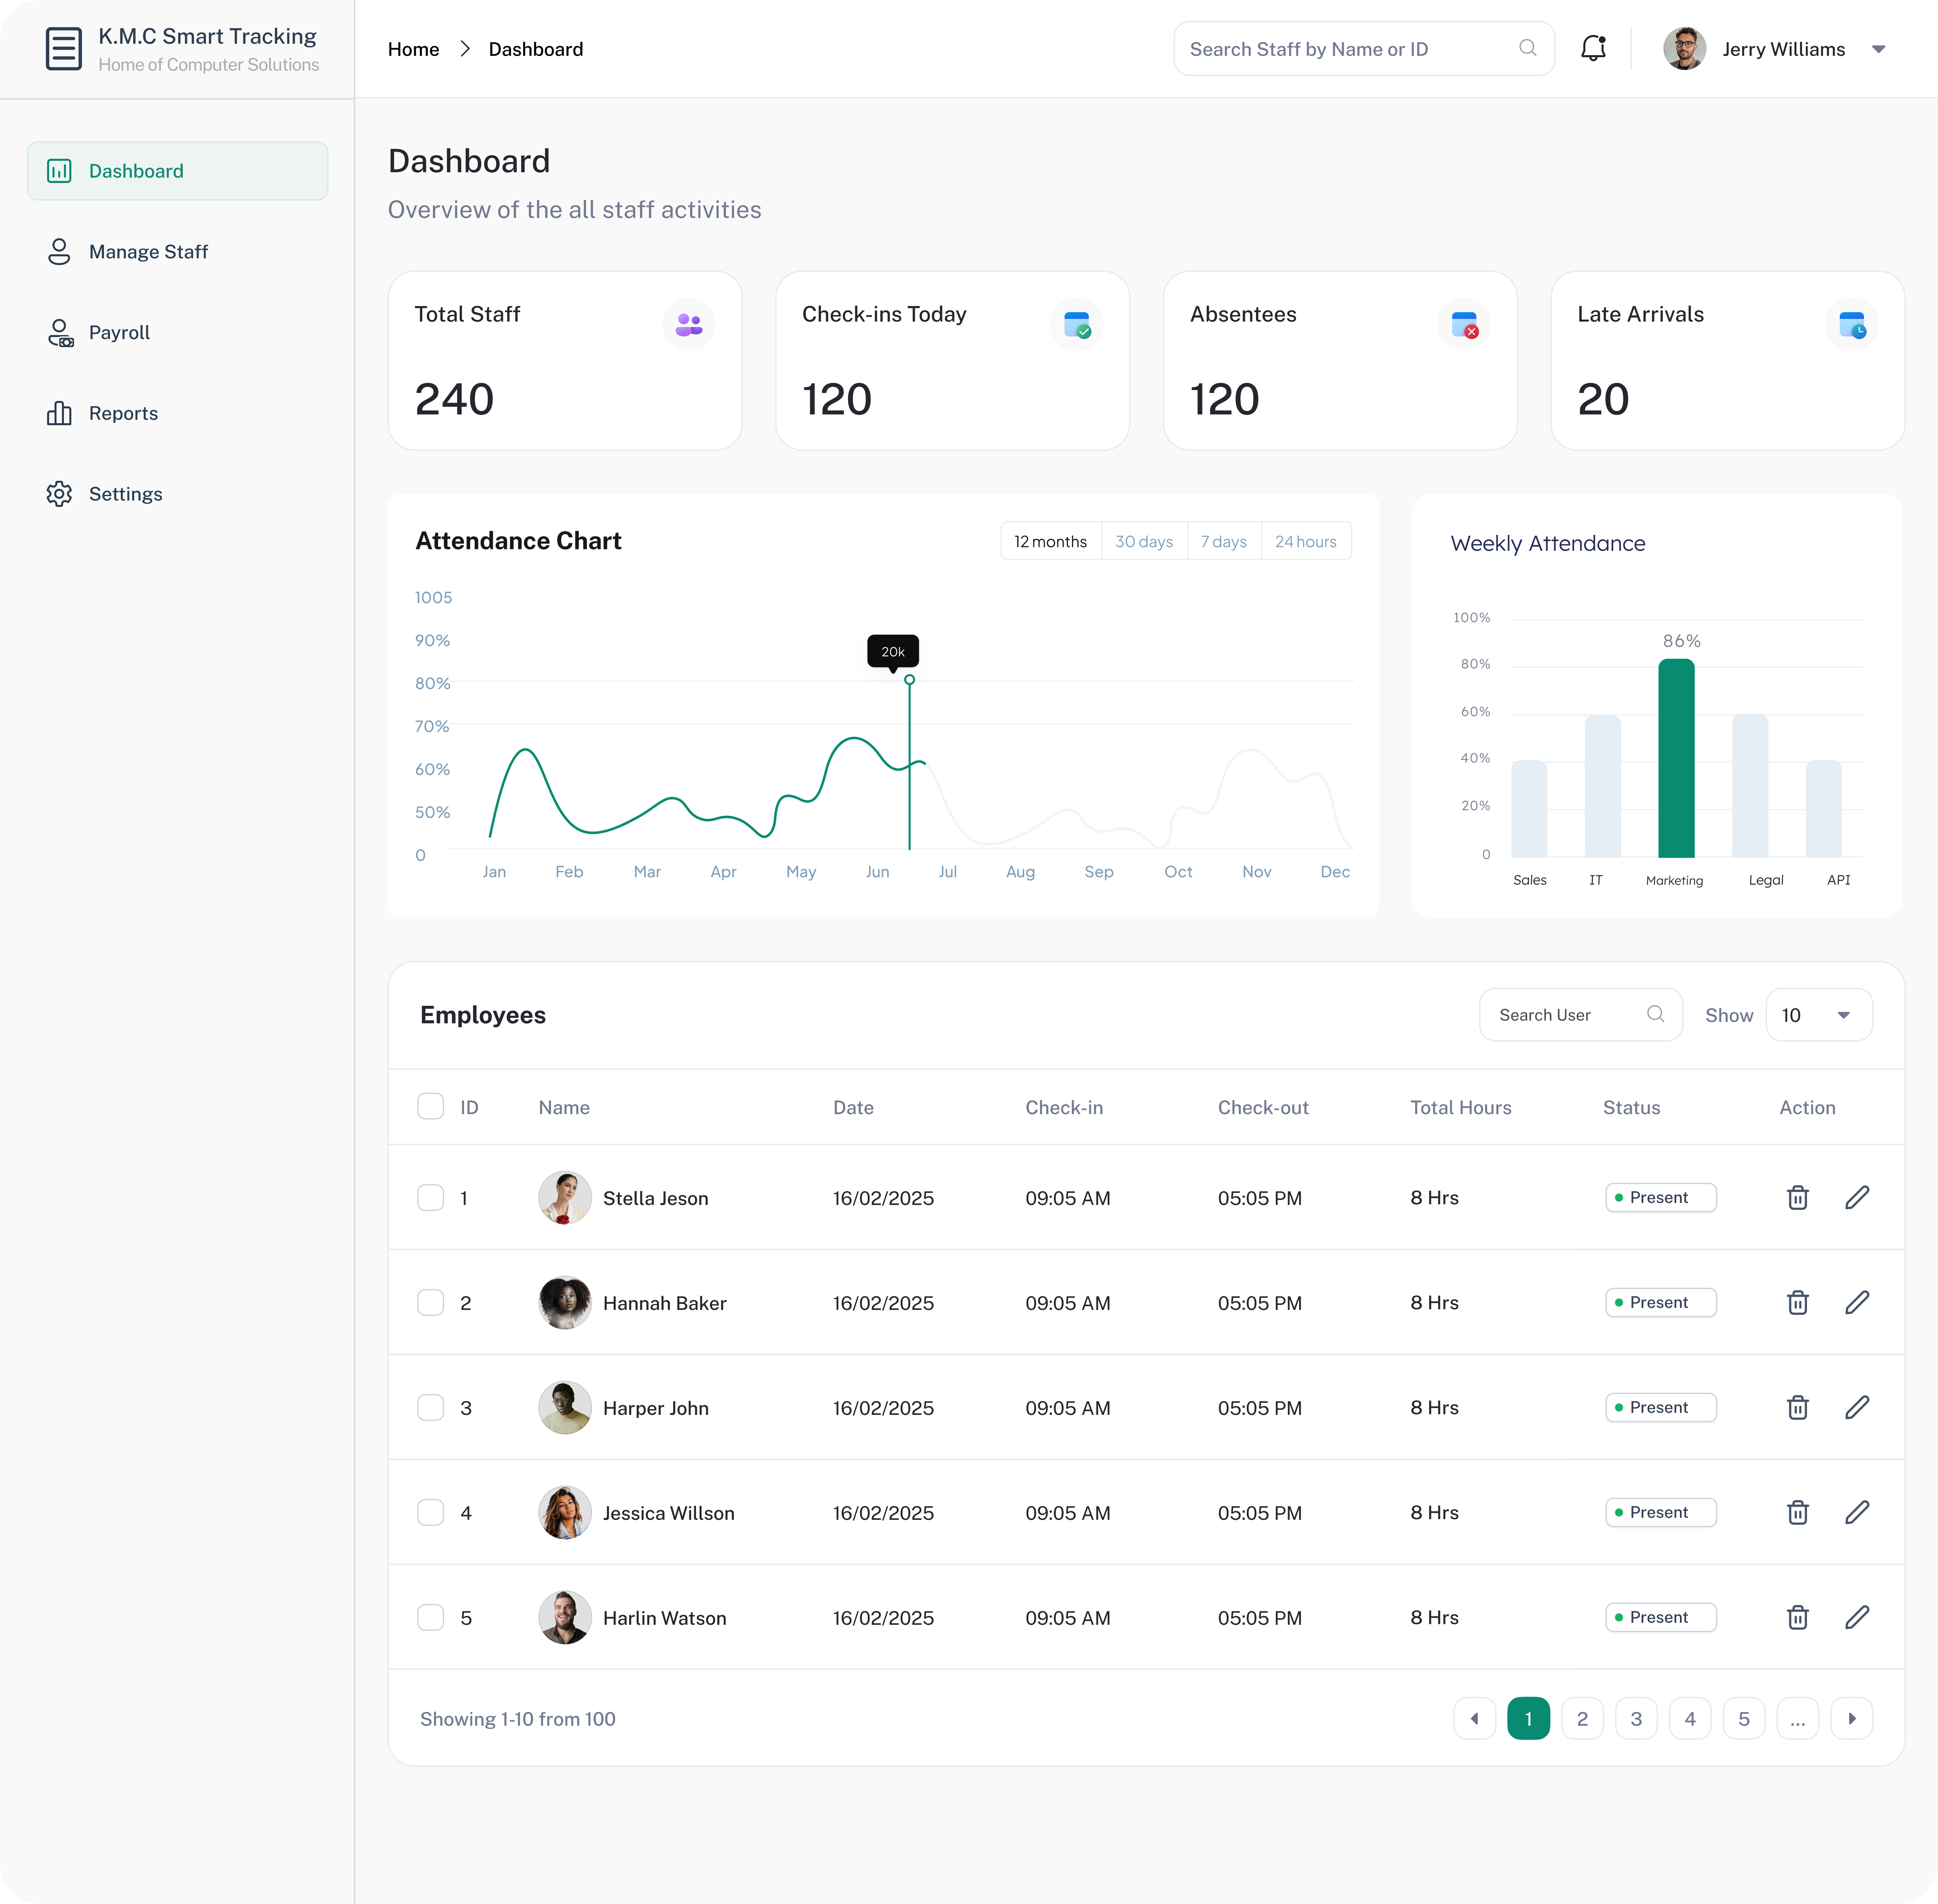 K.M.C Smart Tracking
Home of Computer Solutions
Home
Dashboard
Search Staff by Name or ID
Jerry Williams
Dashboard
Manage Staff
Payroll
Reports
Settings
Dashboard
Overview of the all staff activities
Total Staff
240
Check-ins Today
120
Absentees
120
Late Arrivals
20
Attendance Chart
12 months 30 days 7 days 24 hours
1005
90%
80%
70%
60%
50%
0
20k
Jan Feb Mar Apr May Jun Jul Aug Sep Oct Nov Dec
Weekly Attendance
100%
86%
80%
60%
40%
20%
0
Sales IT Marketing Legal API
Employees
Search User
Show 10
ID Name Date Check-in Check-out Total Hours Status Action
1 Stella Jeson 16/02/2025 09:05 AM 05:05 PM 8 Hrs Present
2 Hannah Baker 16/02/2025 09:05 AM 05:05 PM 8 Hrs Present
3 Harper John 16/02/2025 09:05 AM 05:05 PM 8 Hrs Present
4 Jessica Willson 16/02/2025 09:05 AM 05:05 PM 8 Hrs Present
5 Harlin Watson 16/02/2025 09:05 AM 05:05 PM 8 Hrs Present
Showing 1-10 from 100
1 2 3 4 5 ...